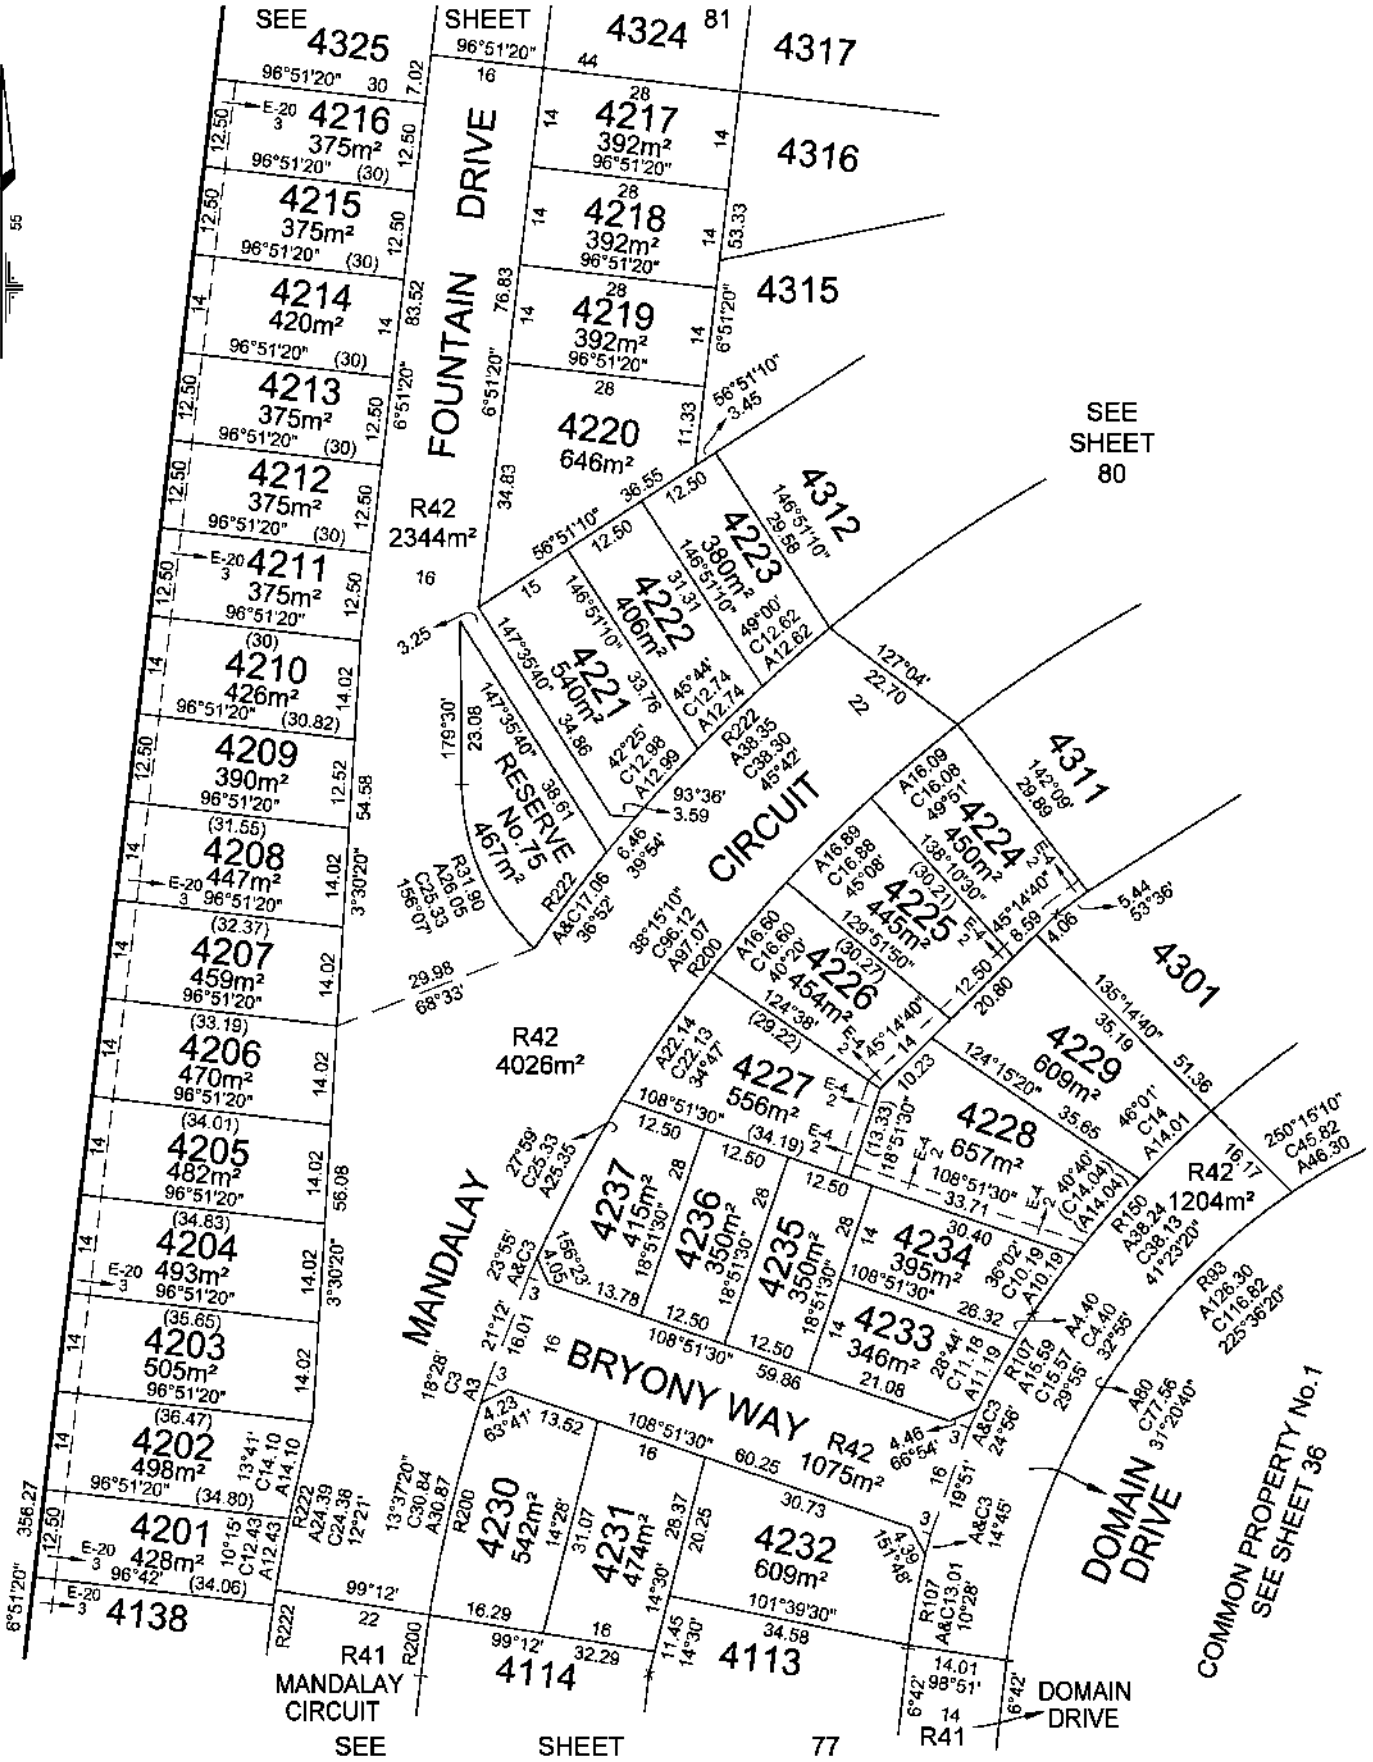 SEE
SHEET
81
4325
4324
4317
96°51'20"
30
7.02
96°51'20"
16
44
28
E-20
3
4216
375m²
12.50
12.50
96°51'20"
(30)
FOUNTAIN DRIVE
14
4217
392m²
14
96°51'20"
4316
12.50
4215
375m²
12.50
96°51'20"
(30)
28
14
4218
392m²
14
53.33
96°51'20"
55
14
4214
420m²
14
83.52
96°51'20"
(30)
76.83
28
14
4219
392m²
14
6°51'20"
96°51'20"
4315
12.50
4213
375m²
12.50
6°51'20"
96°51'20"
(30)
6°51'20"
28
4220
646m²
11.33
34.83
56°51'10"
3.45
SEE
SHEET
80
12.50
4212
375m²
12.50
96°51'20"
(30)
R42
2344m²
16
E-20
3
4211
375m²
12.50
12.50
96°51'20"
(30)
56°51'10"
36.55
12.50
12.50
15
4312
146°51'10"
29.58
4223
380m²
49°00'
C12.62
A12.62
31.31
146°51'10"
4222
406m²
45°44'
C12.74
A12.74
146°51'10"
33.76
4221
540m²
42°25'
C12.98
A12.99
147°35'40"
34.86
3.25
14
4210
426m²
14.02
96°51'20"
(30.82)
179°30'
23.08
147°35'40"
38.61
RESERVE
No.75
467m²
R222
A&C17.06
36°52'
6.46
39°54'
93°36'
3.59
R31.90
A26.05
C25.33
156°07'
R222
A38.35
C38.30
45°42'
127°04'
22.70
22
12.50
4209
390m²
12.52
54.58
96°51'20"
(31.55)
CIRCUIT
4311
142°09'
29.89
A16.09
C16.08
49°51'
4224
450m²
138°10'30"
(30.21)
E-4
2
45°14'40"
8.59
5.44
53°36'
4.06
14
4208
447m²
E-20
3
96°51'20"
14.02
3°30'20"
(32.37)
A16.89
C16.88
45°08'
4225
445m²
129°51'50"
(30.27)
E-4
2
12.50
20.80
14
4207
459m²
96°51'20"
14.02
(33.19)
29.98
68°33'
38°15'10"
C96.12
A97.07
R200
A16.60
C16.60
40°20'
4226
454m²
124°38'
(29.22)
E-4
2
45°14'40"
14
4301
135°14'40"
35.19
51.36
14
4206
470m²
96°51'20"
14.02
(34.01)
R42
4026m²
A22.14
C22.13
34°47'
4227
556m²
E-4
2
E-4
2
(13.33)
18°51'30"
10.23
124°15'20"
35.65
4229
609m²
46°01'
C14
A14.01
14
4205
482m²
96°51'20"
14.02
56.08
(34.83)
108°51'30"
(34.19)
4228
657m²
E-4
2
108°51'30"
33.71
E-4
2
40°40'
(C14.04)
(A14.04)
R42
1204m²
16.17
250°15'10"
C45.82
A46.30
14
4204
493m²
E-20
3
96°51'20"
14.02
3°30'20"
(35.65)
MANDALAY
27°59'
C25.33
A25.35
12.50
4237
415m²
28
18°51'30"
12.50
4236
350m²
28
18°51'30"
12.50
4235
350m²
28
18°51'30"
14
30.40
4234
395m²
108°51'30"
36°02'
C10.19
A10.19
R150
A38.24
C38.13
41°23'20"
R93
A126.30
C116.82
225°36'20"
14
4203
505m²
96°51'20"
14.02
(36.47)
23°55'
A&C3
156°23'
4.05
13.78
12.50
12.50
108°51'30"
59.86
14
4233
346m²
26.32
21.08
28°44'
C11.18
A11.19
A4.40
C4.40
32°55'
R107
A15.59
C15.57
29°55'
A80
C77.56
31°20'40"
3
21°12'
16.01
16
18°28'
C3
A3
3
BRYONY WAY
R42
1075m²
4.46
66°54'
3
A&C3
24°56'
14
4202
498m²
96°51'20"
(34.80)
13°41'
C14.10
A14.10
4.23
63°41'
13.52
108°51'30"
16
60.25
30.73
16
19°51'
3
A&C3
14°45'
DOMAIN
DRIVE
COMMON PROPERTY No.1
SEE SHEET 36
356.27
6°51'20"
12.50
4201
428m²
E-20
3
96°42'
(34.06)
10°15'
C12.43
A12.43
R222
A24.39
C24.36
12°21'
13°37'20"
C30.84
A30.87
R200
4230
542m²
14°28'
31.07
4231
474m²
28.37
20.25
14°30'
4232
609m²
4.39
151°48'
R107
A&C13.01
10°28'
101°39'30"
34.58
E-20
3
4138
R222
99°12'
22
R41
MANDALAY
CIRCUIT
R200
16.29
99°12'
16
32.29
11.45
14°30'
4114
4113
14.01
98°51'
6°42'
6°42'
14
R41
DOMAIN
DRIVE
SEE
SHEET
77